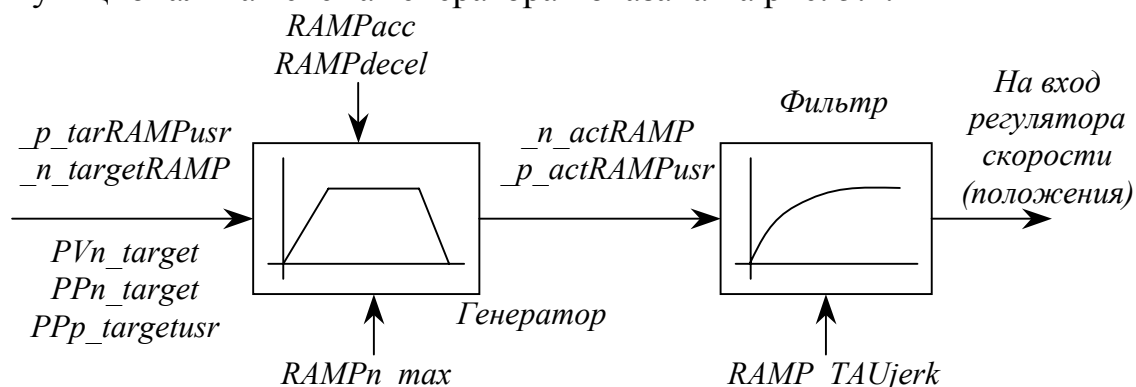 RAMPacc
RAMPdecel
_p_tarRAMPusr
_n_targetRAMP
PVn_target
PPn_target
PPp_targetusr
RAMPn_max
Генератор
_n_actRAMP
_p_actRAMPusr
Фильтр
RAMP_TAUjerk
На вход
регулятора
скорости
(положения)